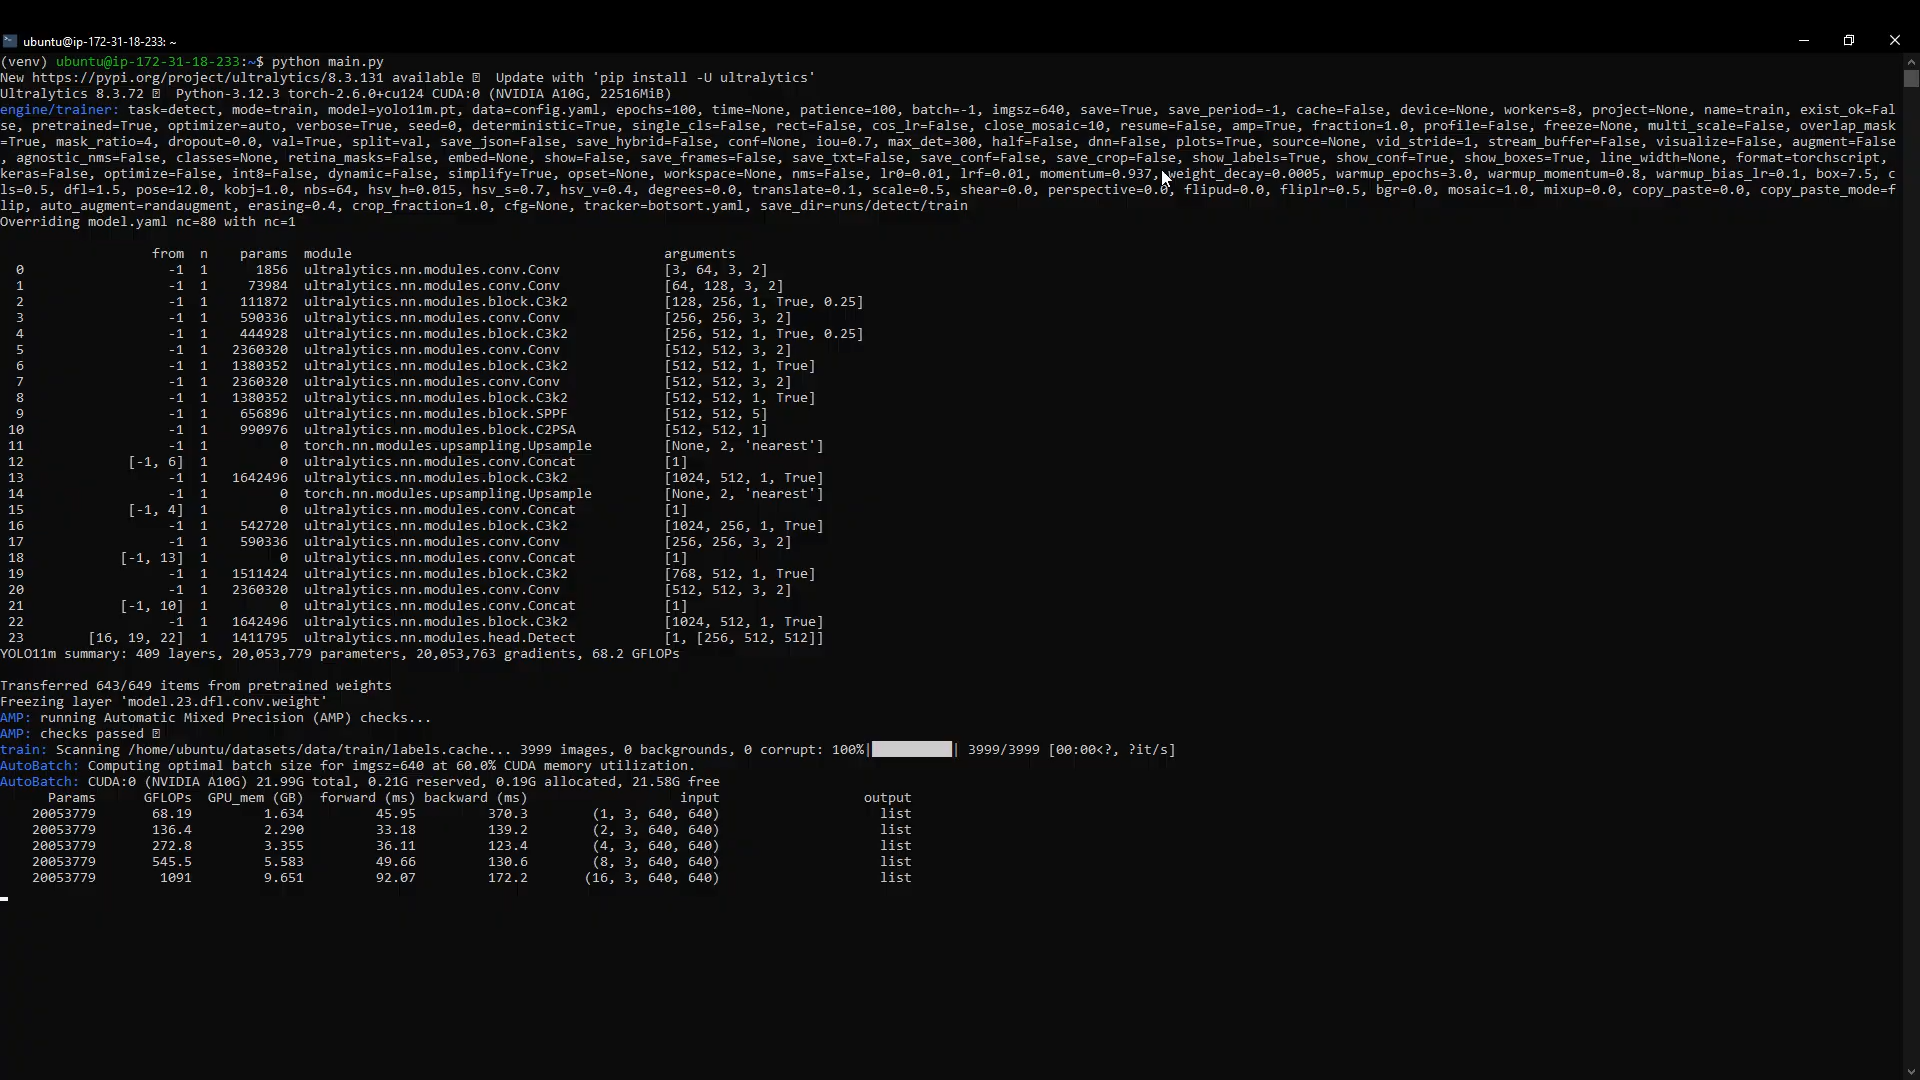 ubuntu@ip-172-31-18-233: ~
(venv) ubuntu@ip-172-31-18-233:~$ python main.py
New https://pypi.org/project/ultralytics/8.3.131 available Update with 'pip install -U ultralytics'
Ultralytics 8.3.72 Python-3.12.3 torch-2.6.0+cu124 CUDA:0 (NVIDIA A10G, 22516MiB)
engine/trainer: task=detect, mode=train, model=yolo11m.pt, data=config.yaml, epochs=100, time=None, patience=100, batch=-1, imgsz=640, save=True, save_period=-1, cache=False, device=None, workers=8, project=None, name=train, exist_ok=Fal
se, pretrained=True, optimizer=auto, verbose=True, seed=0, deterministic=True, single_cls=False, rect=False, cos_lr=False, close_mosaic=10, resume=False, amp=True, fraction=1.0, profile=False, freeze=None, multi_scale=False, overlap_mask
=True, mask_ratio=4, dropout=0.0, val=True, split=val, save_json=False, save_hybrid=False, conf=None, iou=0.7, max_det=300, half=False, dnn=False, plots=True, source=None, vid_stride=1, stream_buffer=False, visualize=False, augment=False
, agnostic_nms=False, classes=None, retina_masks=False, embed=None, show=False, save_frames=False, save_txt=False, save_conf=False, save_crop=False, show_labels=True, show_conf=True, show_boxes=True, line_width=None, format=torchscript,
keras=False, optimize=False, int8=False, dynamic=False, simplify=True, opset=None, workspace=None, nms=False, lr0=0.01, lrf=0.01, momentum=0.937, weight_decay=0.0005, warmup_epochs=3.0, warmup_momentum=0.8, warmup_bias_lr=0.1, box=7.5, c
ls=0.5, dfl=1.5, pose=12.0, kobj=1.0, nbs=64, hsv_h=0.015, hsv_s=0.7, hsv_v=0.4, degrees=0.0, translate=0.1, scale=0.5, shear=0.0, perspective=0.0, flipud=0.0, fliplr=0.5, bgr=0.0, mosaic=1.0, mixup=0.0, copy_paste=0.0, copy_paste_mode=f
lip, auto_augment=randaugment, erasing=0.4, crop_fraction=1.0, cfg=None, tracker=botsort.yaml, save_dir=runs/detect/train
Overriding model.yaml nc=80 with nc=1
from n params module arguments
0 -1 1 1856 ultralytics.nn.modules.conv.Conv [3, 64, 3, 2]
1 -1 1 73984 ultralytics.nn.modules.conv.Conv [64, 128, 3, 2]
2 -1 1 111872 ultralytics.nn.modules.block.C3k2 [128, 256, 1, True, 0.25]
3 -1 1 590336 ultralytics.nn.modules.conv.Conv [256, 256, 3, 2]
4 -1 1 444928 ultralytics.nn.modules.block.C3k2 [256, 512, 1, True, 0.25]
5 -1 1 2360320 ultralytics.nn.modules.conv.Conv [512, 512, 3, 2]
6 -1 1 1380352 ultralytics.nn.modules.block.C3k2 [512, 512, 1, True]
7 -1 1 2360320 ultralytics.nn.modules.conv.Conv [512, 512, 3, 2]
8 -1 1 1380352 ultralytics.nn.modules.block.C3k2 [512, 512, 1, True]
9 -1 1 656896 ultralytics.nn.modules.block.SPPF [512, 512, 5]
10 -1 1 990976 ultralytics.nn.modules.block.C2PSA [512, 512, 1]
11 -1 1 0 torch.nn.modules.upsampling.Upsample [None, 2, 'nearest']
12 [-1, 6] 1 0 ultralytics.nn.modules.conv.Concat [1]
13 -1 1 1642496 ultralytics.nn.modules.block.C3k2 [1024, 512, 1, True]
14 -1 1 0 torch.nn.modules.upsampling.Upsample [None, 2, 'nearest']
15 [-1, 4] 1 0 ultralytics.nn.modules.conv.Concat [1]
16 -1 1 542720 ultralytics.nn.modules.block.C3k2 [1024, 256, 1, True]
17 -1 1 590336 ultralytics.nn.modules.conv.Conv [256, 256, 3, 2]
18 [-1, 13] 1 0 ultralytics.nn.modules.conv.Concat [1]
19 -1 1 1511424 ultralytics.nn.modules.block.C3k2 [768, 512, 1, True]
20 -1 1 2360320 ultralytics.nn.modules.conv.Conv [512, 512, 3, 2]
21 [-1, 10] 1 0 ultralytics.nn.modules.conv.Concat [1]
22 -1 1 1642496 ultralytics.nn.modules.block.C3k2 [1024, 512, 1, True]
23 [16, 19, 22] 1 1411795 ultralytics.nn.modules.head.Detect [1, [256, 512, 512]]
YOLO11m summary: 409 layers, 20,053,779 parameters, 20,053,763 gradients, 68.2 GFLOPs
Transferred 643/649 items from pretrained weights
Freezing layer 'model.23.dfl.conv.weight'
AMP: running Automatic Mixed Precision (AMP) checks...
AMP: checks passed
train: Scanning /home/ubuntu/datasets/data/train/labels.cache... 3999 images, 0 backgrounds, 0 corrupt: 100%|██████████| 3999/3999 [00:00<?, ?it/s]
AutoBatch: Computing optimal batch size for imgsz=640 at 60.0% CUDA memory utilization.
AutoBatch: CUDA:0 (NVIDIA A10G) 21.99G total, 0.21G reserved, 0.19G allocated, 21.58G free
Params GFLOPs GPU_mem (GB) forward (ms) backward (ms) input output
20053779 68.19 1.634 45.95 370.3 (1, 3, 640, 640) list
20053779 136.4 2.290 33.18 139.2 (2, 3, 640, 640) list
20053779 272.8 3.355 36.11 123.4 (4, 3, 640, 640) list
20053779 545.5 5.583 49.66 130.6 (8, 3, 640, 640) list
20053779 1091 9.651 92.07 172.2 (16, 3, 640, 640) list